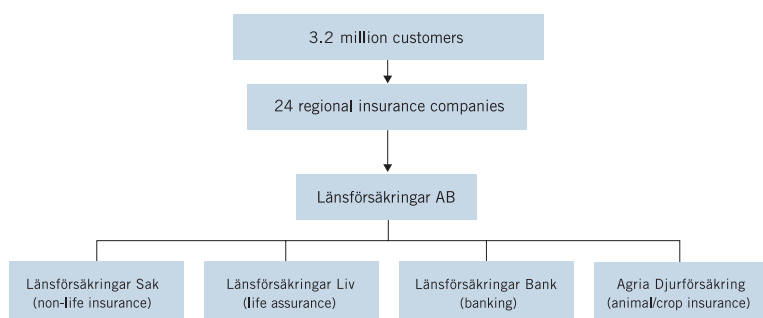 3.2 million customers
24 regional insurance companies
Länsförsäkringar AB
Länsförsäkringar Sak
(non-life insurance)
Länsförsäkringar Liv
(life assurance)
Länsförsäkringar Bank
(banking)
Agria Djurförsäkring
(animal/crop insurance)